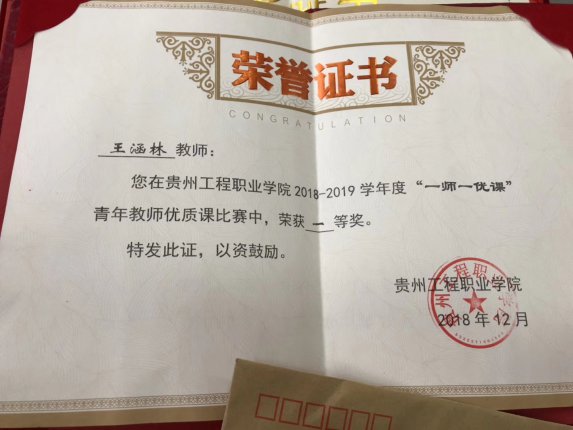 荣誉证书
CONGRATULATION
王涵林 教师：
您在贵州工程职业学院 2018-2019 学年度“一师一优课”
青年教师优质课比赛中，荣获 一 等奖。
特发此证，以资鼓励。
贵州工程职业学院
2018 年 12 月